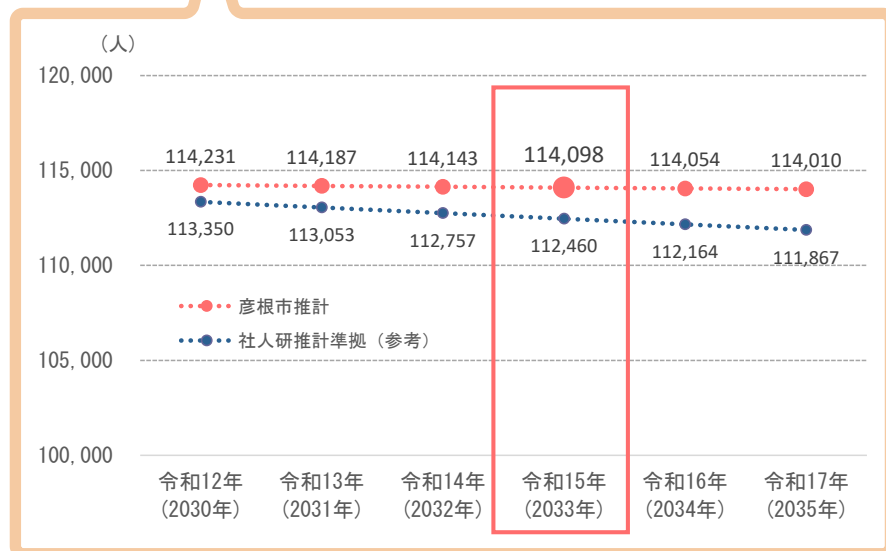 （人）
120,000
115,000
110,000
105,000
100,000
114,231 114,187 114,143 114,098 114,054 114,010
113,350 113,053 112,757 112,460 112,164 111,867
彦根市推計
社人研推計準拠（参考）
令和12年 令和13年 令和14年 令和15年 令和16年 令和17年
(2030年) (2031年) (2032年) (2033年) (2034年) (2035年)